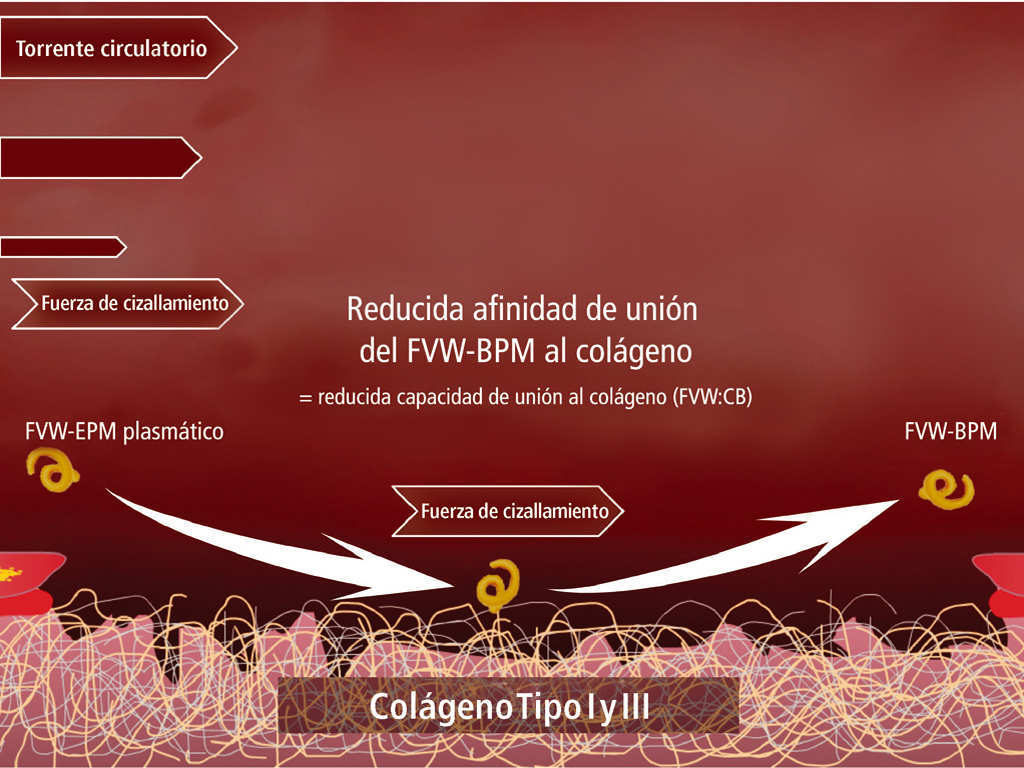 Torrente circulatorio
Fuerza de cizallamiento
Reducida afinidad de unión
del FVW-BPM al colágeno
= reducida capacidad de unión al colágeno (FVW:CB)
FVW-EPM plasmático
FVW-BPM
Fuerza de cizallamiento
Colágeno Tipo I y III